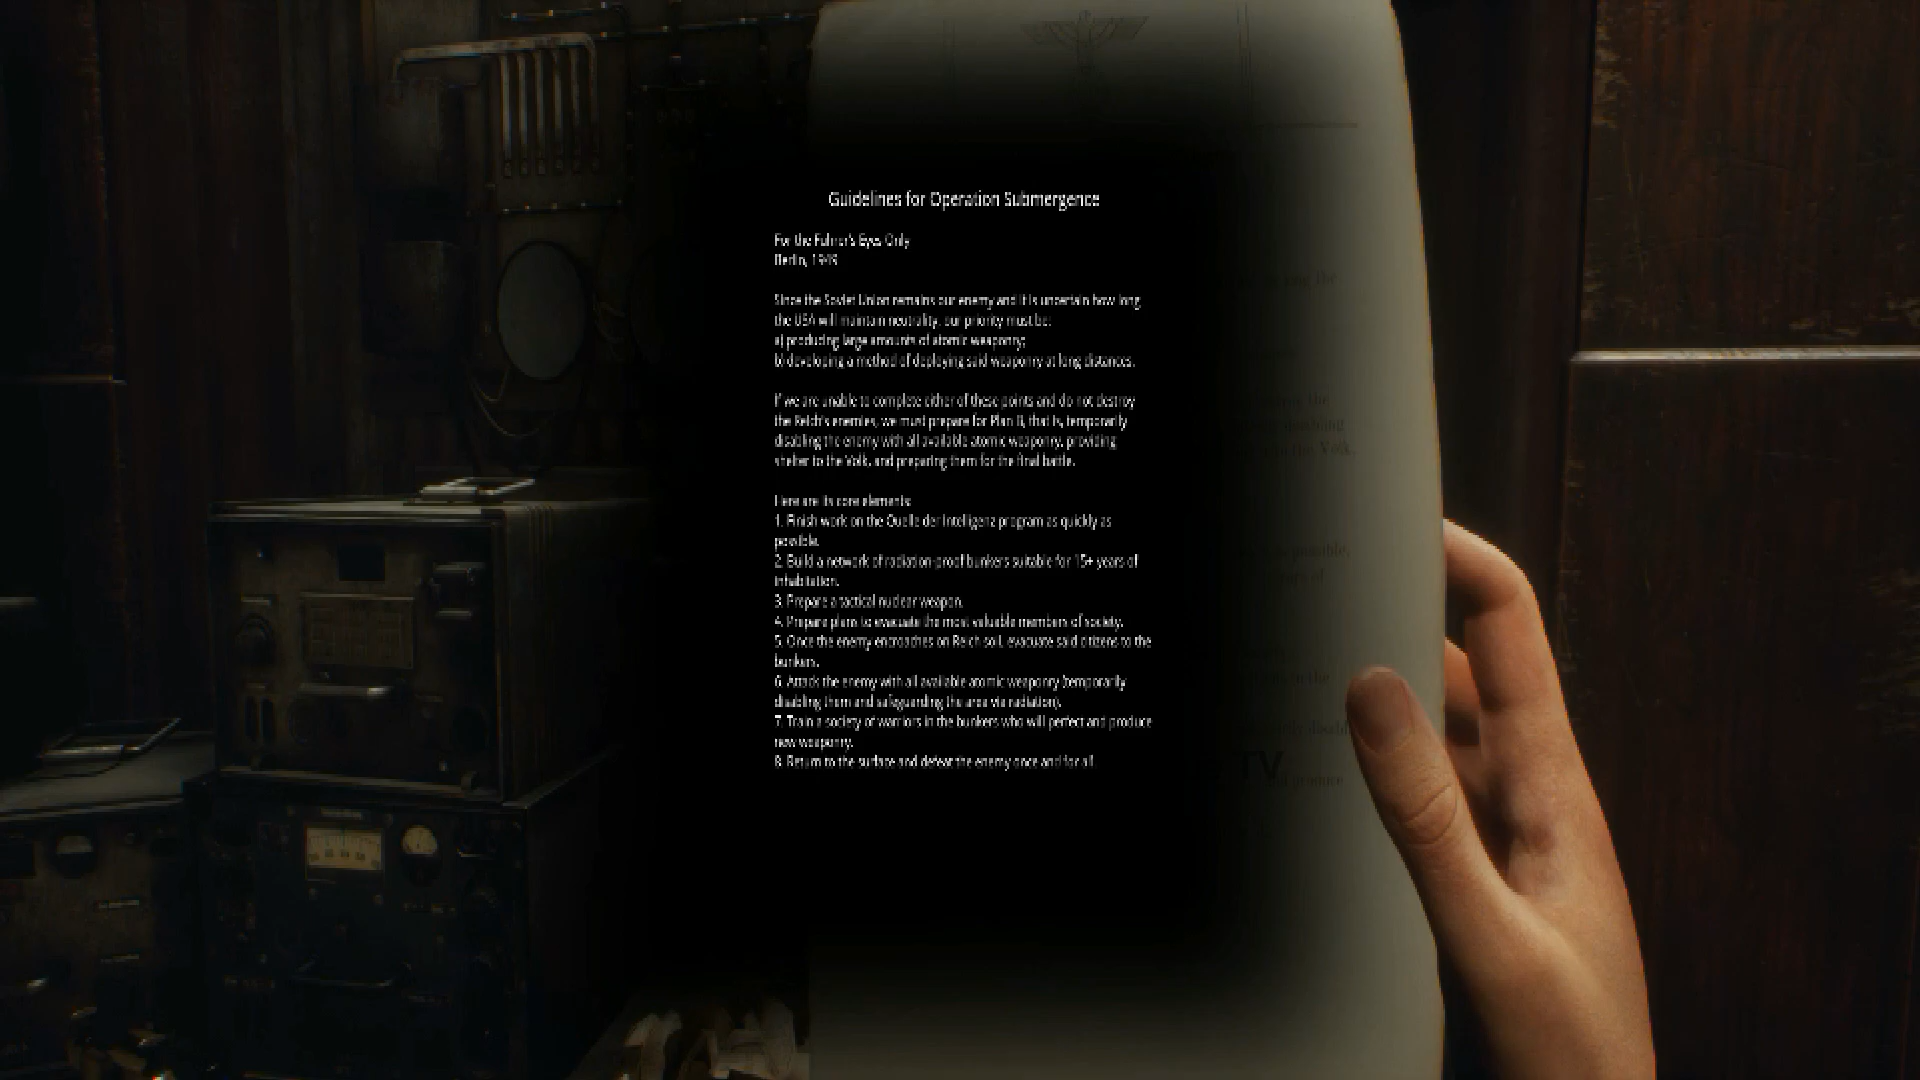 Guidelines for Operation Submergence
For the Fuhrer's Eyes Only
Berlin, 1949
Since the Soviet Union remains our enemy and it is uncertain how long
the USA will maintain neutrality, our priority must be:
a) producing large amounts of atomic weaponry;
b) developing a method of deploying said weaponry at long distances.
If we are unable to complete either of these points and do not destroy
the Reich's enemies, we must prepare for Plan B, that is, temporarily
disabling the enemy with all available atomic weaponry, providing
shelter to the Volk, and preparing them for the final battle.
Here are its core elements:
1. Finish work on the Quelle der Intelligenz program as quickly as
possible.
2. Build a network of radiation-proof bunkers suitable for 15+ years of
inhabitation.
3. Prepare a tactical nuclear weapon.
4. Prepare plans to evacuate the most valuable members of society.
5. Once the enemy encroaches on Reich soil, evacuate said citizens to the
bunkers.
6. Attack the enemy with all available atomic weaponry (temporarily
disabling them and safeguarding the area via radiation).
7. Train a society of warriors in the bunkers who will perfect and produce
new weaponry.
8. Return to the surface and defeat the enemy once and for all.
TV